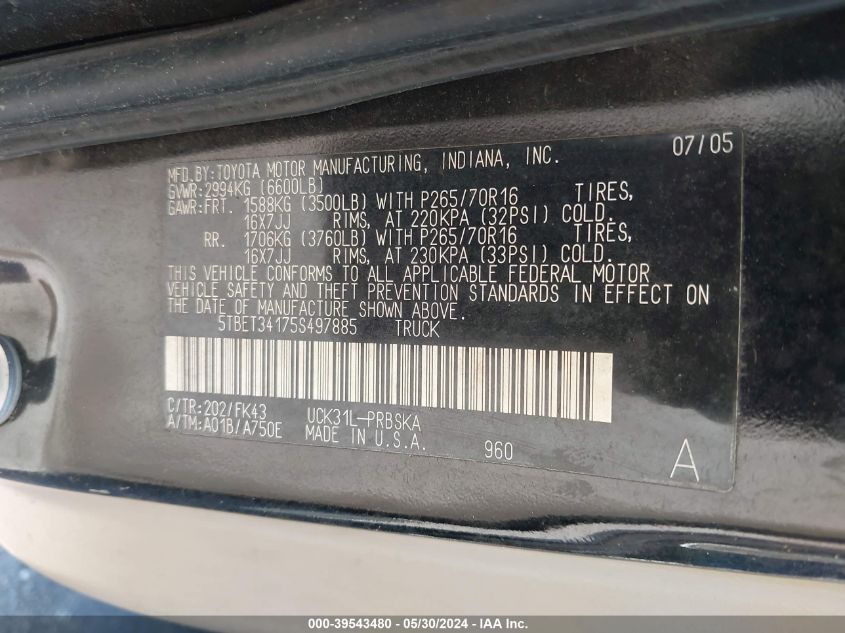 07/05
MFD.BY:TOYOTA MOTOR MANUFACTURING, INDIANA, INC.
GVWR:2994KG (6600LB)
GAWR:FRT. 1588KG (3500LB) WITH P265/70R16 TIRES,
16X7JJ RIMS, AT 220KPA (32PSI) COLD.
RR. 1706KG (3760LB) WITH P265/70R16 TIRES,
16X7JJ RIMS, AT 230KPA (33PSI) COLD.
THIS VEHICLE CONFORMS TO ALL APPLICABLE FEDERAL MOTOR
VEHICLE SAFETY AND THEFT PREVENTION STANDARDS IN EFFECT ON
THE DATE OF MANUFACTURE SHOWN ABOVE.
5TBET34175S497885 TRUCK
C/TR:202/FK43 UCK31L-PRBSKA
A/TM:A01B/A750E MADE IN U.S.A. 960
A
000-39543480 / 05/30/2024 - IAA Inc.